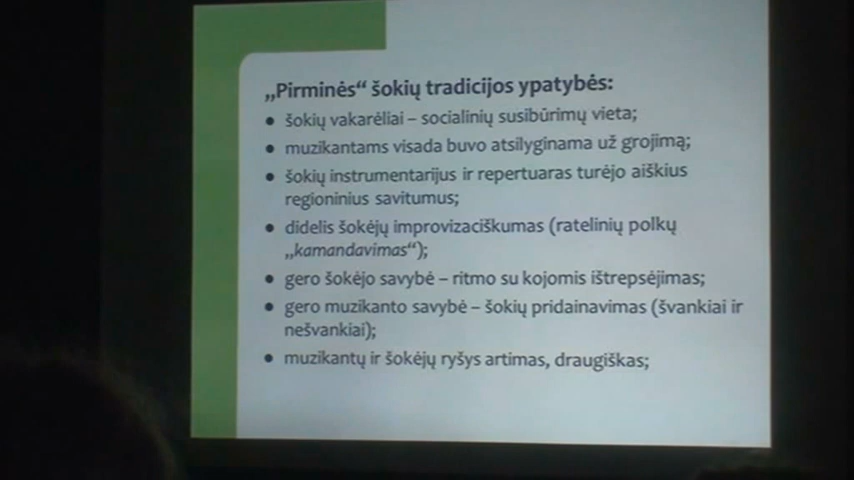 „Pirminės“ šokių tradicijos ypatybės:
• šokių vakarėliai – socialinių susibūrimų vieta;
• muzikantams visada buvo atsilyginama už grojimą;
• šokių instrumentarijus ir repertuaras turėjo aiškius
regioninius savitumus;
• didelis šokėjų improvizaciškumas (ratelinių polkų
„kamandavimas“);
• gero šokėjo savybė – ritmo su kojomis ištrepsėjimas;
• gero muzikanto savybė – šokių pridainavimas (švankiai ir
nešvankiai);
• muzikantų ir šokėjų ryšys artimas, draugiškas;